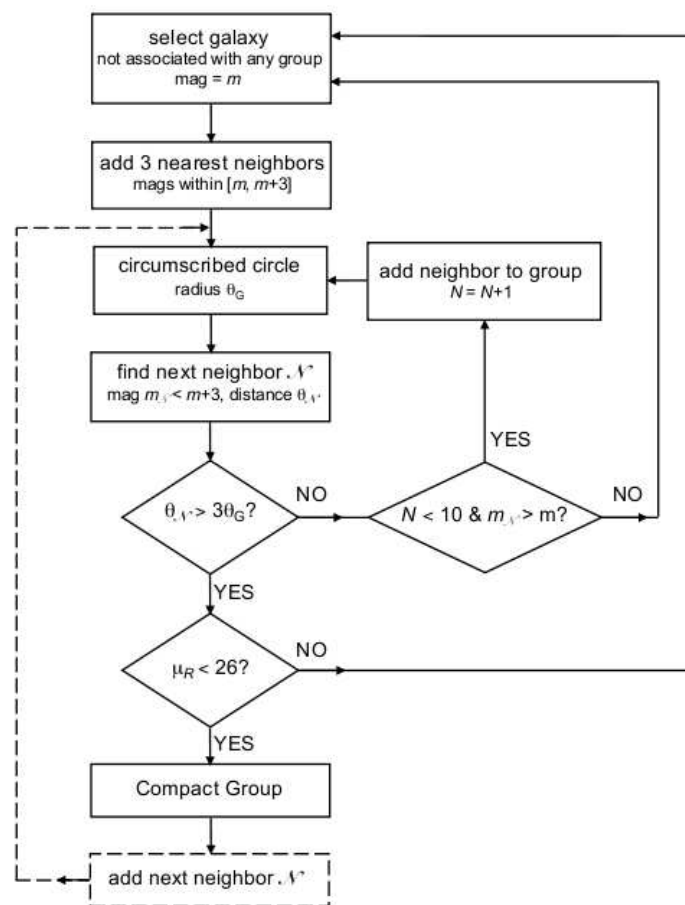 select galaxy
not associated with any group
mag = m
add 3 nearest neighbors
mags within [m, m+3]
circumscribed circle
radius θG
add neighbor to group
N = N+1
find next neighbor 𝒩
mag m𝒩 < m+3, distance θ𝒩
YES
θ𝒩 > 3θG?
NO
N < 10 & m𝒩 > m?
NO
YES
μR < 26?
NO
YES
Compact Group
add next neighbor 𝒩